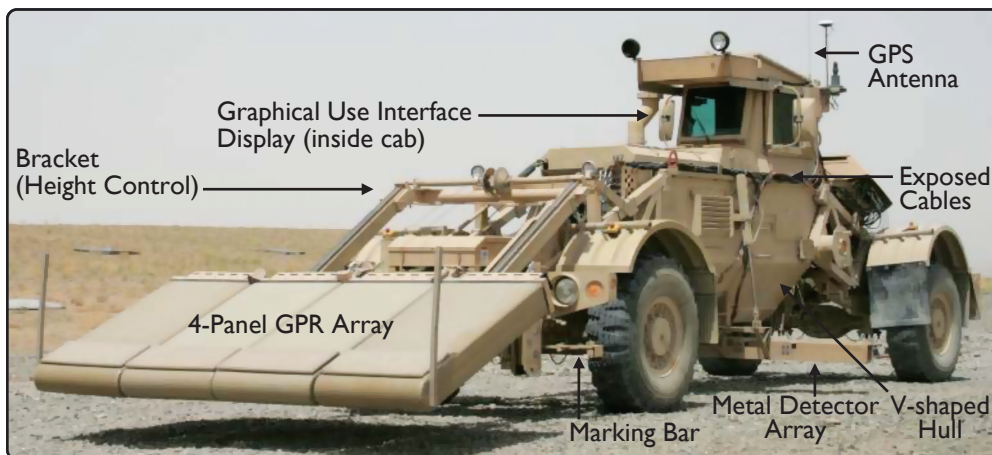 GPS
Antenna
Graphical Use Interface
Display (inside cab)
Bracket
(Height Control)
Exposed
Cables
4-Panel GPR Array
Marking Bar
Metal Detector
Array
V-shaped
Hull